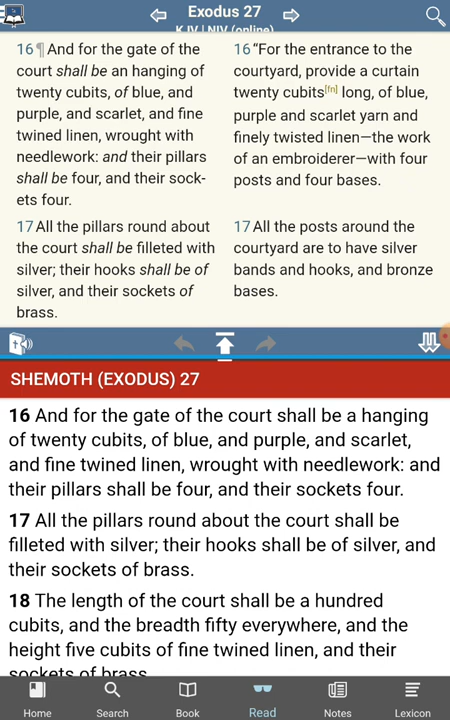 Exodus 27
KJV | NIV (online)
16 ¶ And for the gate of the
court shall be an hanging of
twenty cubits, of blue, and
purple, and scarlet, and fine
twined linen, wrought with
needlework: and their pillars
shall be four, and their sock-
ets four.
17 All the pillars round about
the court shall be filleted with
silver; their hooks shall be of
silver, and their sockets of
brass.
16 “For the entrance to the
courtyard, provide a curtain
twenty cubits[fn] long, of blue,
purple and scarlet yarn and
finely twisted linen—the work
of an embroiderer—with four
posts and four bases.
17 All the posts around the
courtyard are to have silver
bands and hooks, and bronze
bases.
SHEMOTH (EXODUS) 27
16 And for the gate of the court shall be a hanging
of twenty cubits, of blue, and purple, and scarlet,
and fine twined linen, wrought with needlework: and
their pillars shall be four, and their sockets four.
17 All the pillars round about the court shall be
filleted with silver; their hooks shall be of silver, and
their sockets of brass.
18 The length of the court shall be a hundred
cubits, and the breadth fifty everywhere, and the
height five cubits of fine twined linen, and their
sockets of brass
Home
Search
Book
Read
Notes
Lexicon